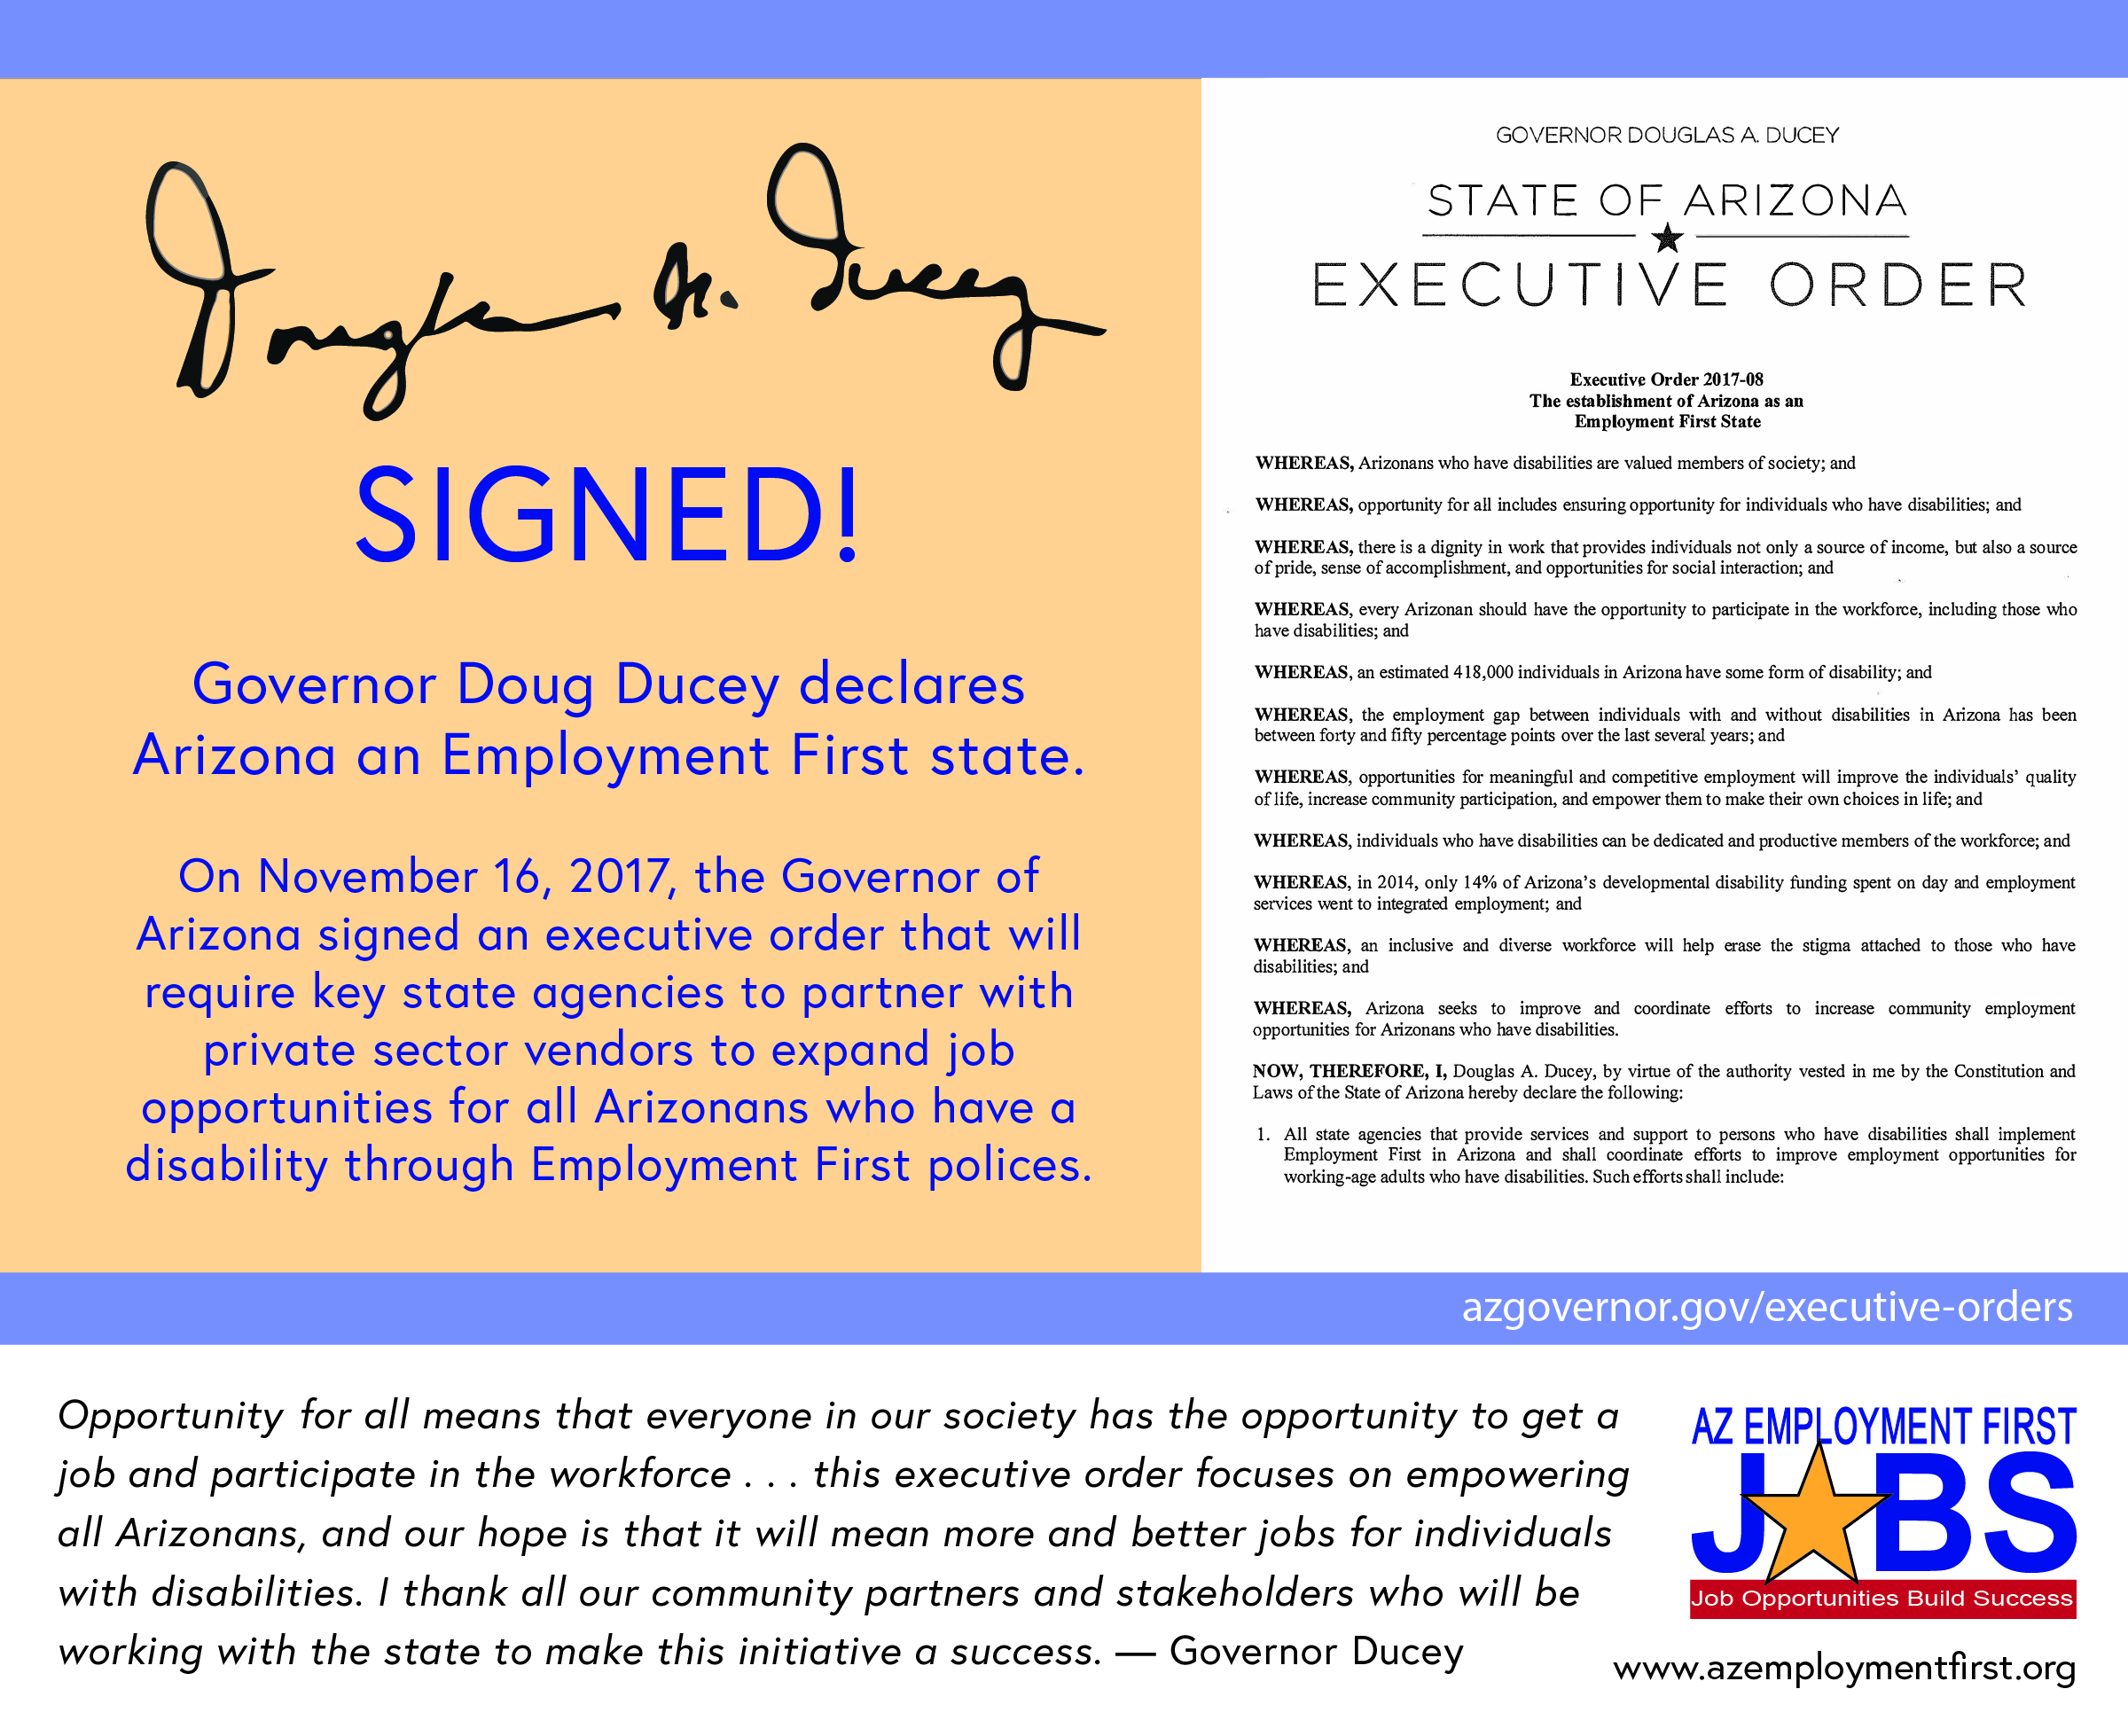 Douglas A. Ducey
SIGNED!
Governor Doug Ducey declares
Arizona an Employment First state.
On November 16, 2017, the Governor of
Arizona signed an executive order that will
require key state agencies to partner with
private sector vendors to expand job
opportunities for all Arizonans who have a
disability through Employment First polices.
GOVERNOR DOUGLAS A. DUCEY
STATE OF ARIZONA
EXECUTIVE ORDER
Executive Order 2017-08
The establishment of Arizona as an
Employment First State
WHEREAS, Arizonans who have disabilities are valued members of society; and
WHEREAS, opportunity for all includes ensuring opportunity for individuals who have disabilities; and
WHEREAS, there is a dignity in work that provides individuals not only a source of income, but also a source
of pride, sense of accomplishment, and opportunities for social interaction; and
WHEREAS, every Arizonan should have the opportunity to participate in the workforce, including those who
have disabilities; and
WHEREAS, an estimated 418,000 individuals in Arizona have some form of disability; and
WHEREAS, the employment gap between individuals with and without disabilities in Arizona has been
between forty and fifty percentage points over the last several years; and
WHEREAS, opportunities for meaningful and competitive employment will improve the individuals' quality
of life, increase community participation, and empower them to make their own choices in life; and
WHEREAS, individuals who have disabilities can be dedicated and productive members of the workforce; and
WHEREAS, in 2014, only 14% of Arizona's developmental disability funding spent on day and employment
services went to integrated employment; and
WHEREAS, an inclusive and diverse workforce will help erase the stigma attached to those who have
disabilities; and
WHEREAS, Arizona seeks to improve and coordinate efforts to increase community employment
opportunities for Arizonans who have disabilities.
NOW, THEREFORE, I, Douglas A. Ducey, by virtue of the authority vested in me by the Constitution and
Laws of the State of Arizona hereby declare the following:
1. All state agencies that provide services and support to persons who have disabilities shall implement
Employment First in Arizona and shall coordinate efforts to improve employment opportunities for
working-age adults who have disabilities. Such efforts shall include:
azgovernor.gov/executive-orders
Opportunity for all means that everyone in our society has the opportunity to get a
job and participate in the workforce . . . this executive order focuses on empowering
all Arizonans, and our hope is that it will mean more and better jobs for individuals
with disabilities. I thank all our community partners and stakeholders who will be
working with the state to make this initiative a success. — Governor Ducey
AZ EMPLOYMENT FIRST
J★BS
Job Opportunities Build Success
www.azemploymentfirst.org